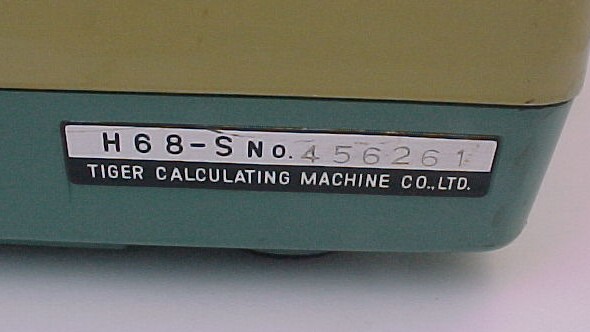 H68-S NO. 456261
TIGER CALCULATING MACHINE CO.,LTD.